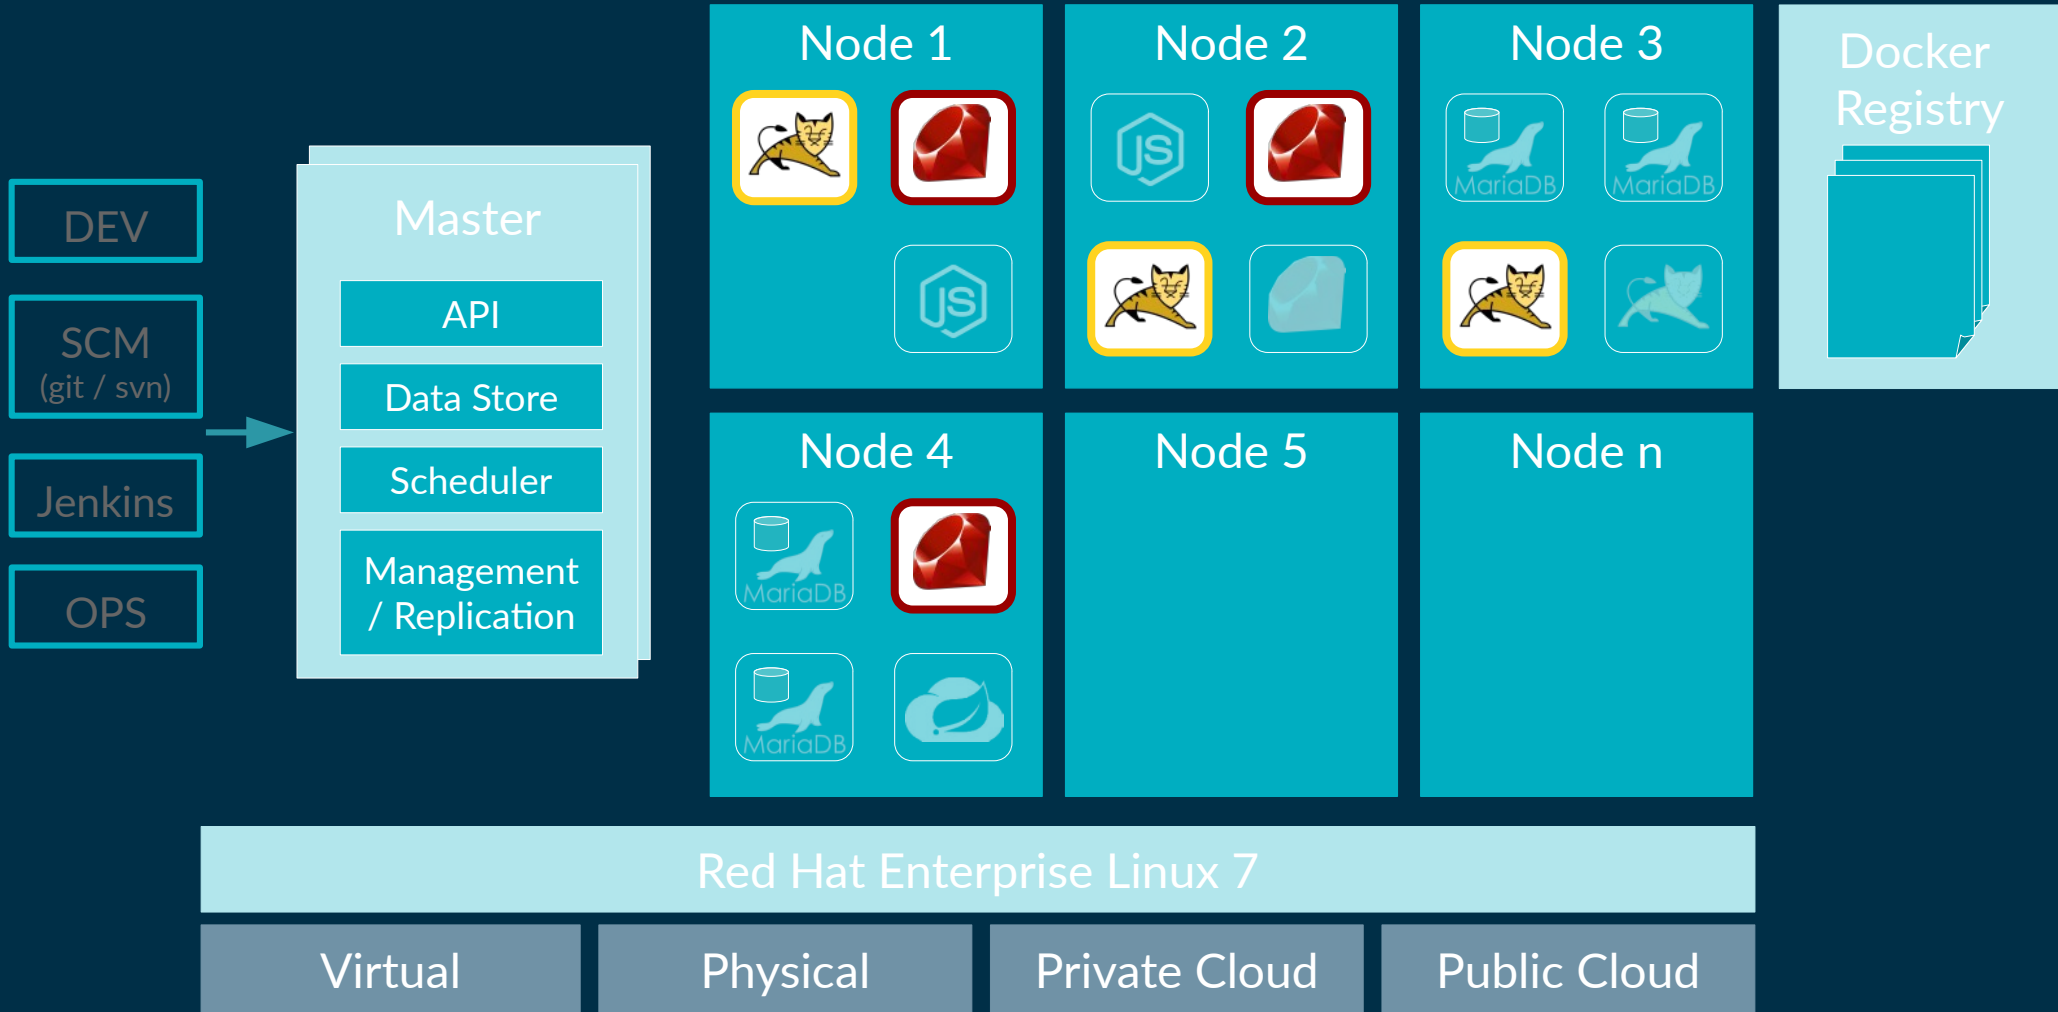 DEV
SCM
(git / svn)
Jenkins
OPS
Master
API
Data Store
Scheduler
Management
/ Replication
Node 1
JS
Node 2
JS
Node 3
MariaDB
MariaDB
Node 4
MariaDB
MariaDB
Node 5
Node n
Docker
Registry
Red Hat Enterprise Linux 7
Virtual
Physical
Private Cloud
Public Cloud